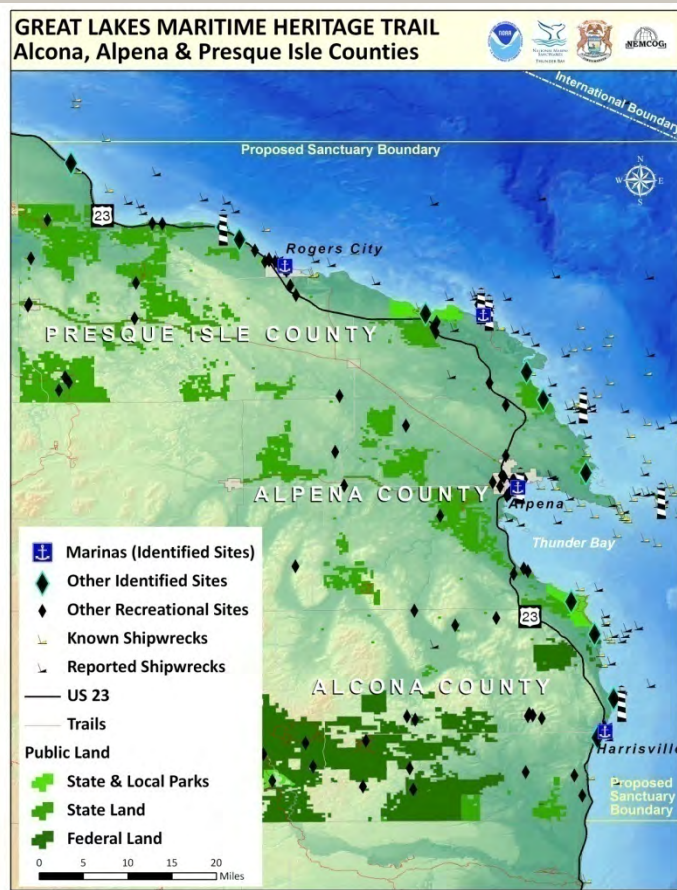 GREAT LAKES MARITIME HERITAGE TRAIL
Alcona, Alpena & Presque Isle Counties
NOAA
THUNDER BAY
NEMCOG
International Boundary
Proposed Sanctuary Boundary
N
W E
S
23
Rogers City
PRESQUE ISLE COUNTY
ALPENA COUNTY
Alpena
Thunder Bay
23
ALCONA COUNTY
Harrisville
Proposed
Sanctuary
Boundary
Marinas (Identified Sites)
Other Identified Sites
Other Recreational Sites
Known Shipwrecks
Reported Shipwrecks
US 23
Trails
Public Land
State & Local Parks
State Land
Federal Land
0 5 10 15 20
Miles